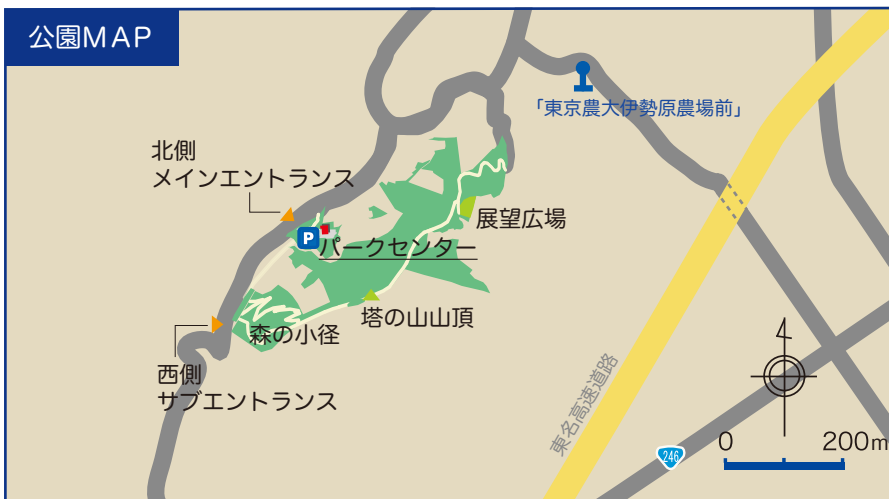 公園MAP
「東京農大伊勢原農場前」
北側
メインエントランス
展望広場
P
パークセンター
塔の山山頂
森の小径
西側
サブエントランス
東名高速道路
246
0
200m